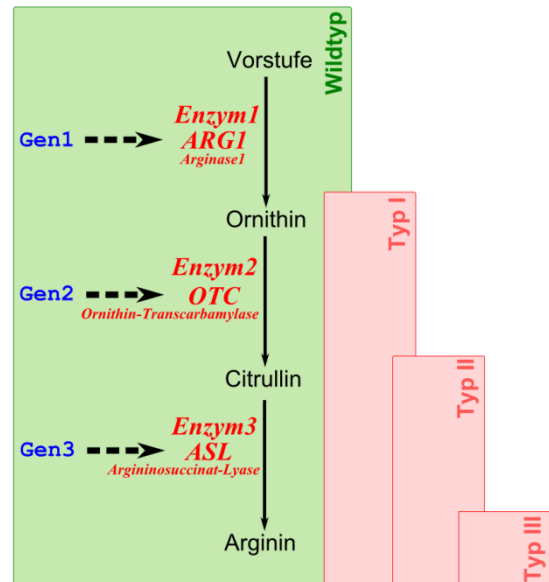 Wildtyp
Vorstufe
Gen1
Enzym1
ARG1
Arginase1
Ornithin
Typ I
Gen2
Enzym2
OTC
Ornithin-Transcarbamylase
Citrullin
Typ II
Gen3
Enzym3
ASL
Argininosuccinat-Lyase
Arginin
Typ III